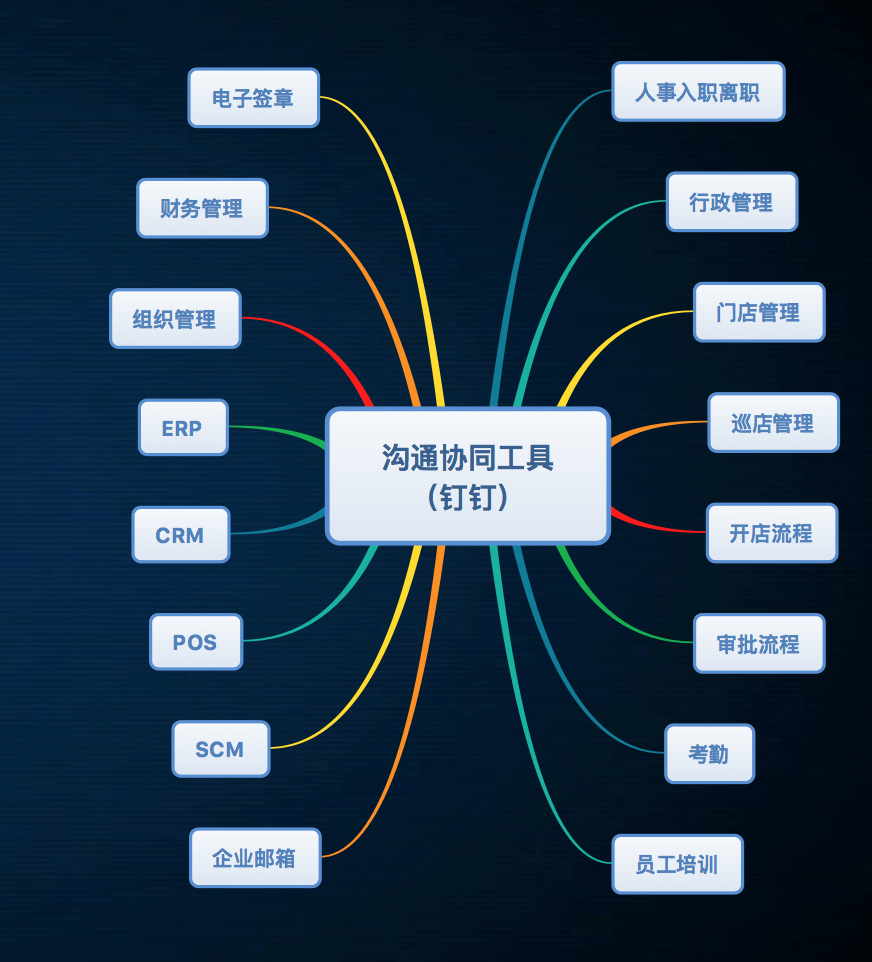 电子签章
财务管理
组织管理
ERP
CRM
POS
SCM
企业邮箱
沟通协同工具
（钉钉）
人事入职离职
行政管理
门店管理
巡店管理
开店流程
审批流程
考勤
员工培训